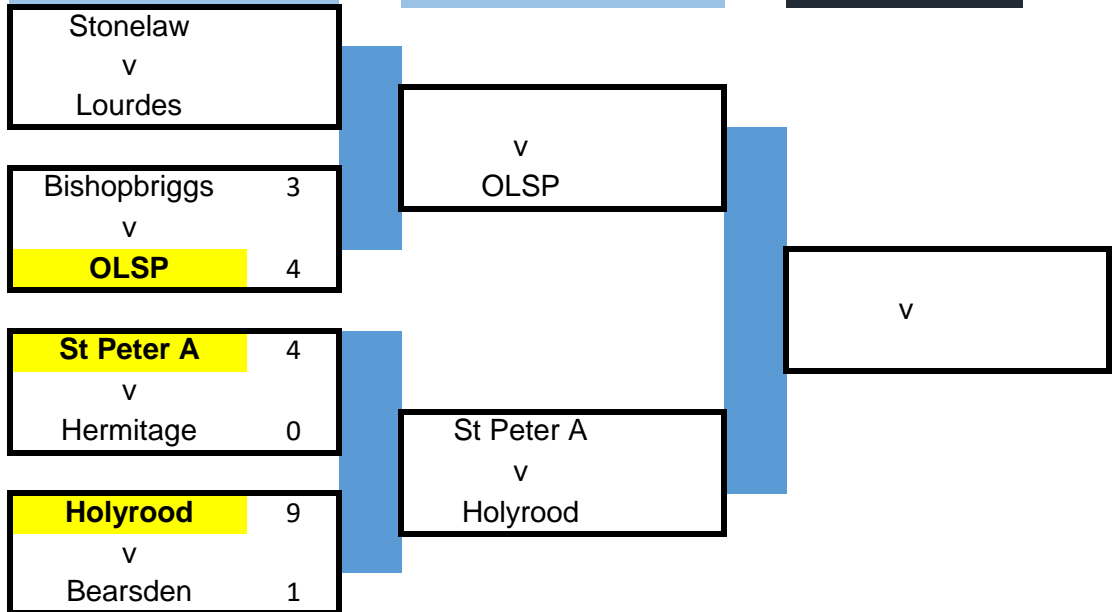 Stonelaw
v
Lourdes
Bishopbriggs 3
v
OLSP 4
St Peter A 4
v
Hermitage 0
Holyrood 9
v
Bearsden 1
v
OLSP
St Peter A
v
Holyrood
v